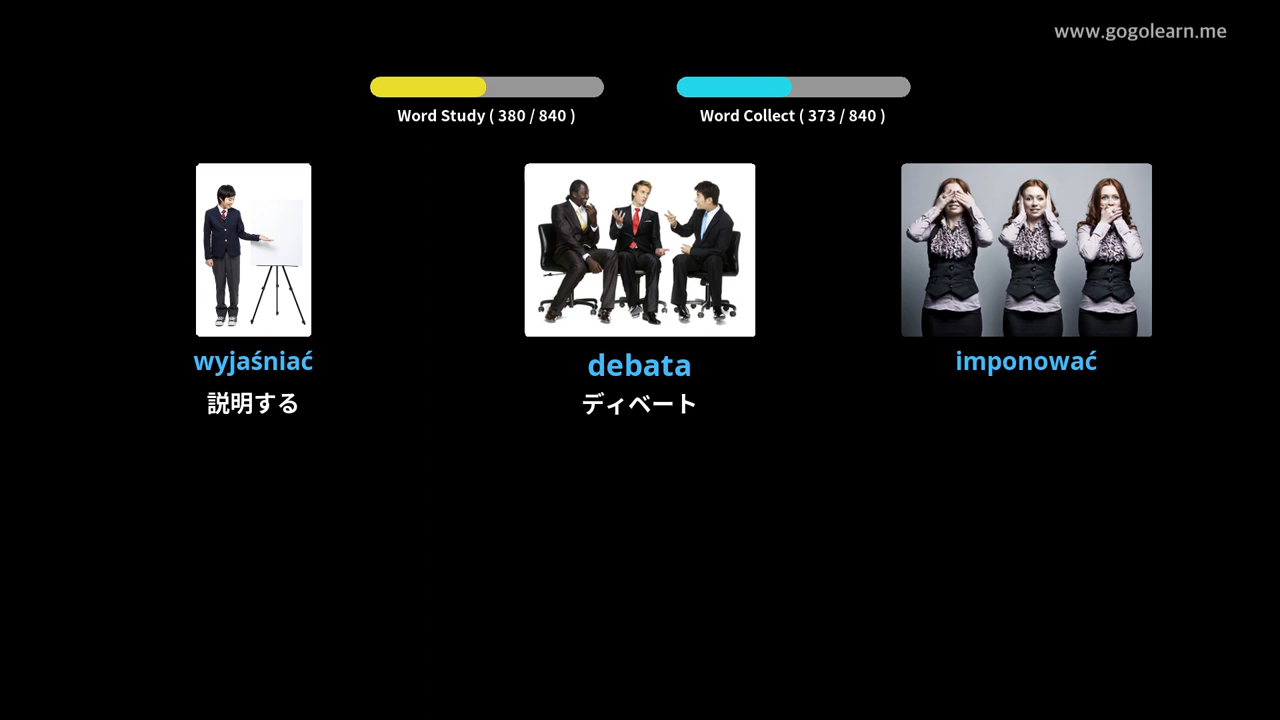 www.gogolearn.me
Word Study ( 380 / 840 )
Word Collect ( 373 / 840 )
wyjaśniać
debata
imponować
説明する
ディベート